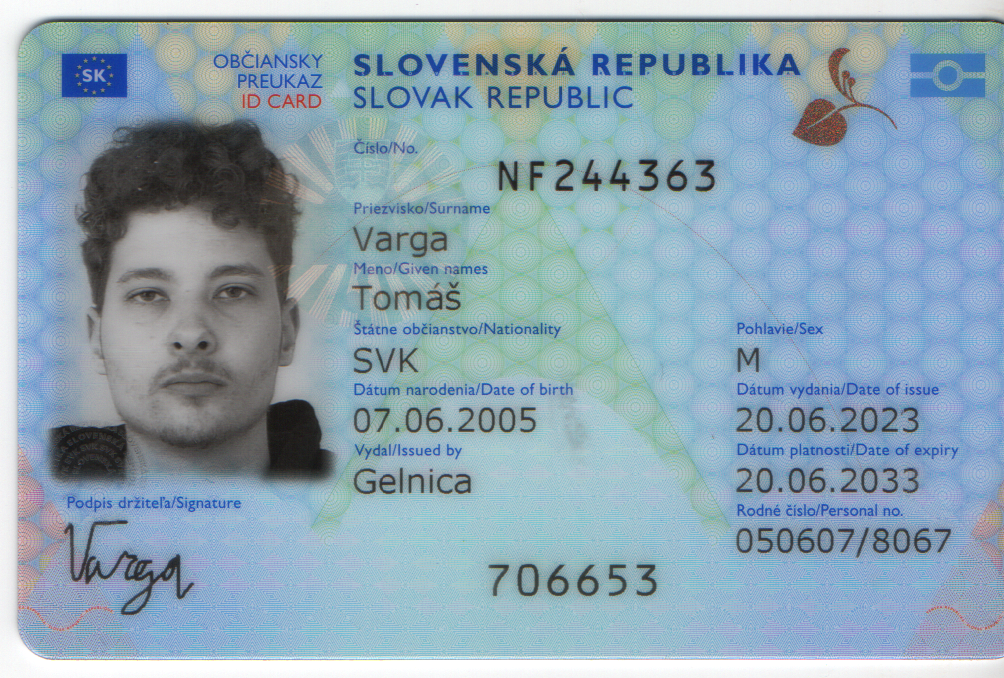 SK
OBČIANSKY
PREUKAZ
ID CARD
SLOVENSKÁ REPUBLIKA
SLOVAK REPUBLIC
Číslo/No.
NF244363
Priezvisko/Surname
Varga
Meno/Given names
Tomáš
Štátne občianstvo/Nationality
Pohlavie/Sex
SVK
M
Dátum narodenia/Date of birth
Dátum vydania/Date of issue
07.06.2005
20.06.2023
Vydal/Issued by
Dátum platnosti/Date of expiry
Gelnica
20.06.2033
Podpis držiteľa/Signature
Rodné číslo/Personal no.
Varga
050607/8067
706653